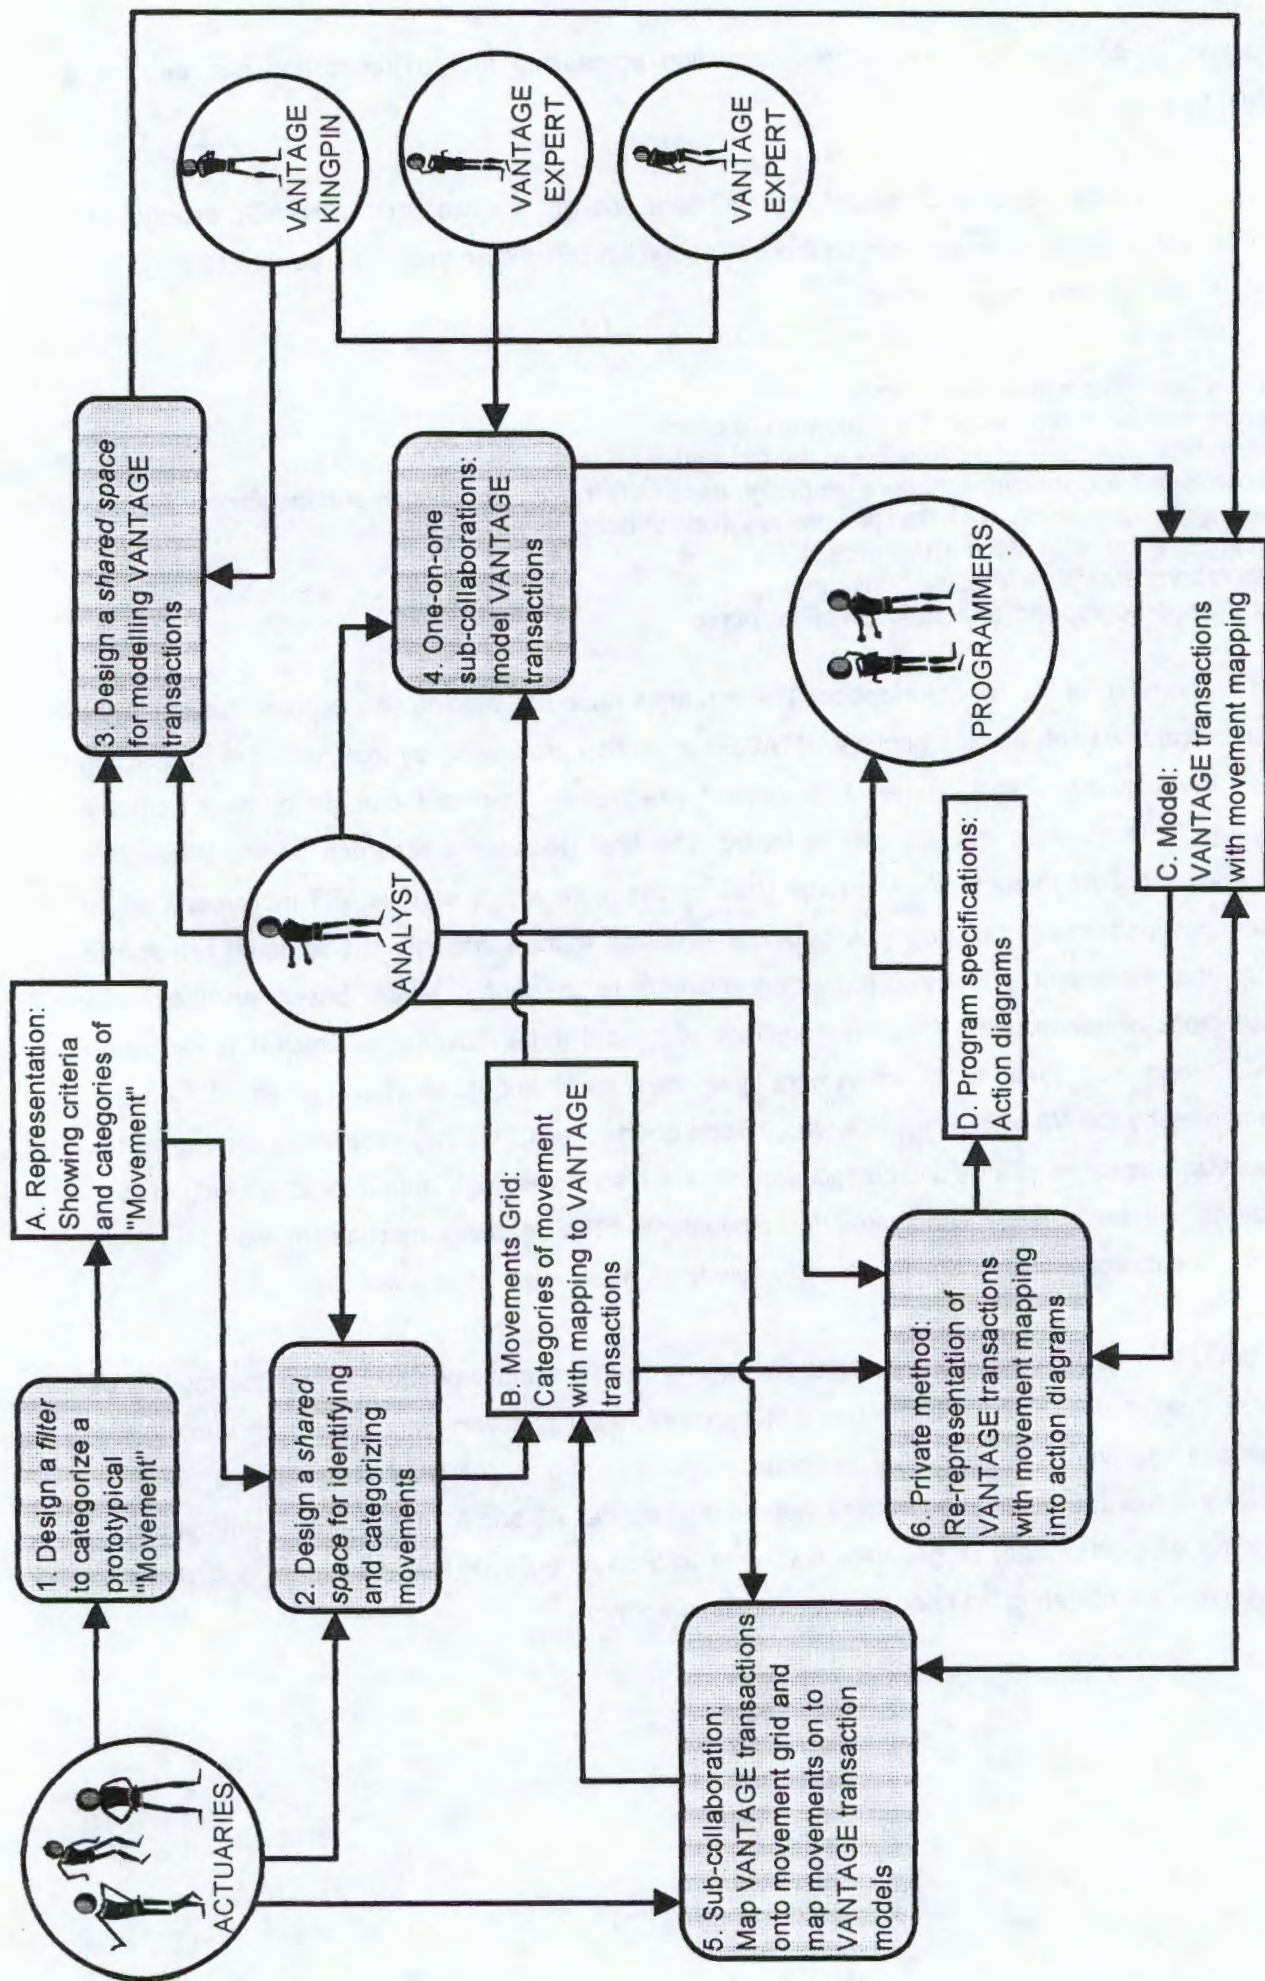 ACTUARIES
1. Design a filter
to categorize a
prototypical
"Movement"
A. Representation:
Showing criteria
and categories of
"Movement"
3. Design a shared space
for modelling VANTAGE
transactions
VANTAGE
KINGPIN
2. Design a shared
space for identifying
and categorizing
movements
ANALYST
4. One-on-one
sub-collaborations:
model VANTAGE
transactions
VANTAGE
EXPERT
VANTAGE
EXPERT
B. Movements Grid:
Categories of movement
with mapping to VANTAGE
transactions
5. Sub-collaboration:
Map VANTAGE transactions
onto movement grid and
map movements on to
VANTAGE transaction
models
6. Private method:
Re-representation of
VANTAGE transactions
with movement mapping
into action diagrams
D. Program specifications:
Action diagrams
PROGRAMMERS
C. Model:
VANTAGE transactions
with movement mapping